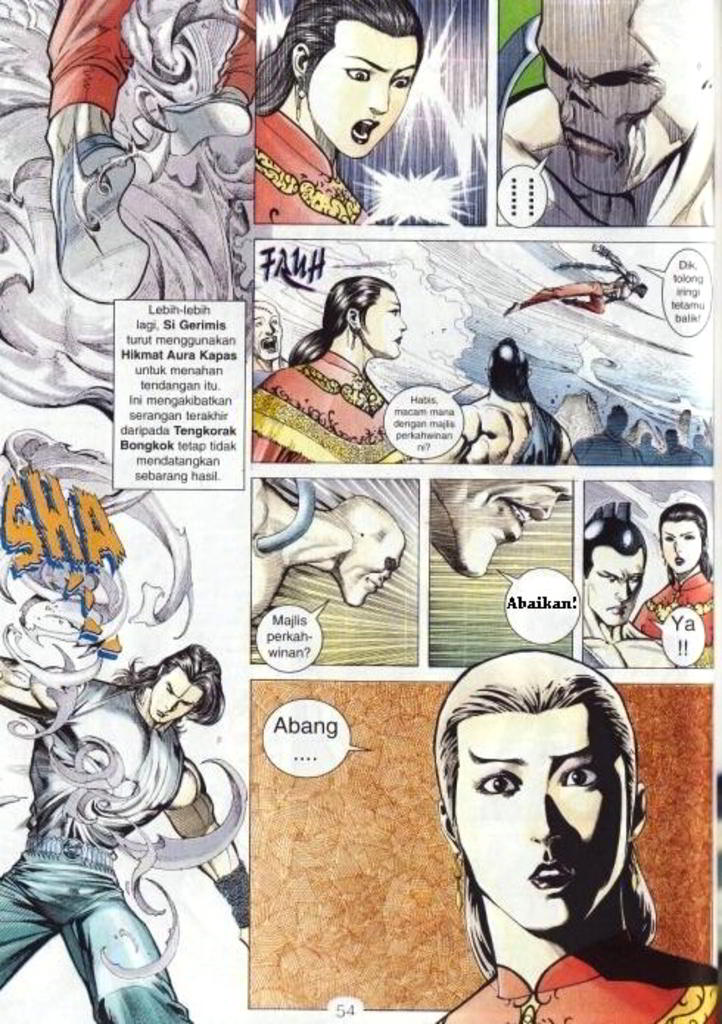 Lebih-lebih
lagi, Si Gerimis
turut menggunakan
Hikmat Aura Kapas
untuk menahan
tendangan itu.
Ini mengakibatkan
serangan terakhir
daripada Tengkorak
Bongkok tetap tidak
mendatangkan
sebarang hasil.
SHA
......
FAUH
Dik,
tolong
iringi
tetamu
balik!
Habis,
macam mana
dengan majlis
perkahwinan
ni?
Majlis
perkah-
winan?
Abaikan!
Ya
!!
Abang
....
54